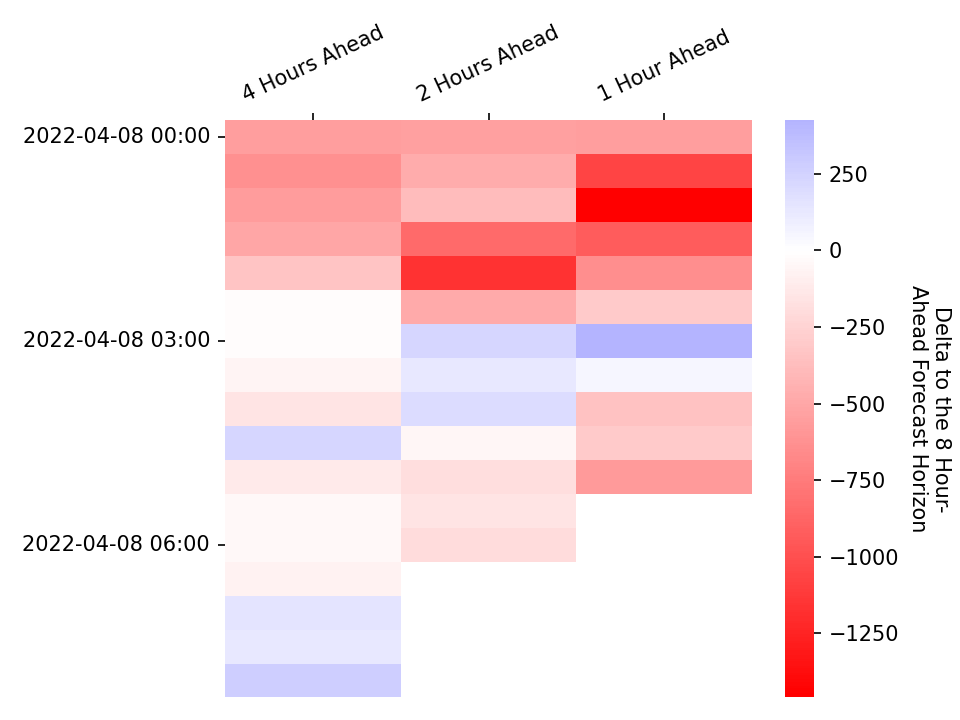 4 Hours Ahead
2 Hours Ahead
1 Hour Ahead
2022-04-08 00:00
2022-04-08 03:00
2022-04-08 06:00
250
0
−250
−500
−750
−1000
−1250
Delta to the 8 Hour-
Ahead Forecast Horizon